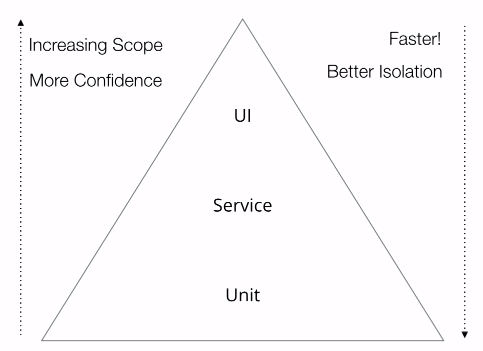 Increasing Scope
More Confidence
Faster!
Better Isolation
UI
Service
Unit